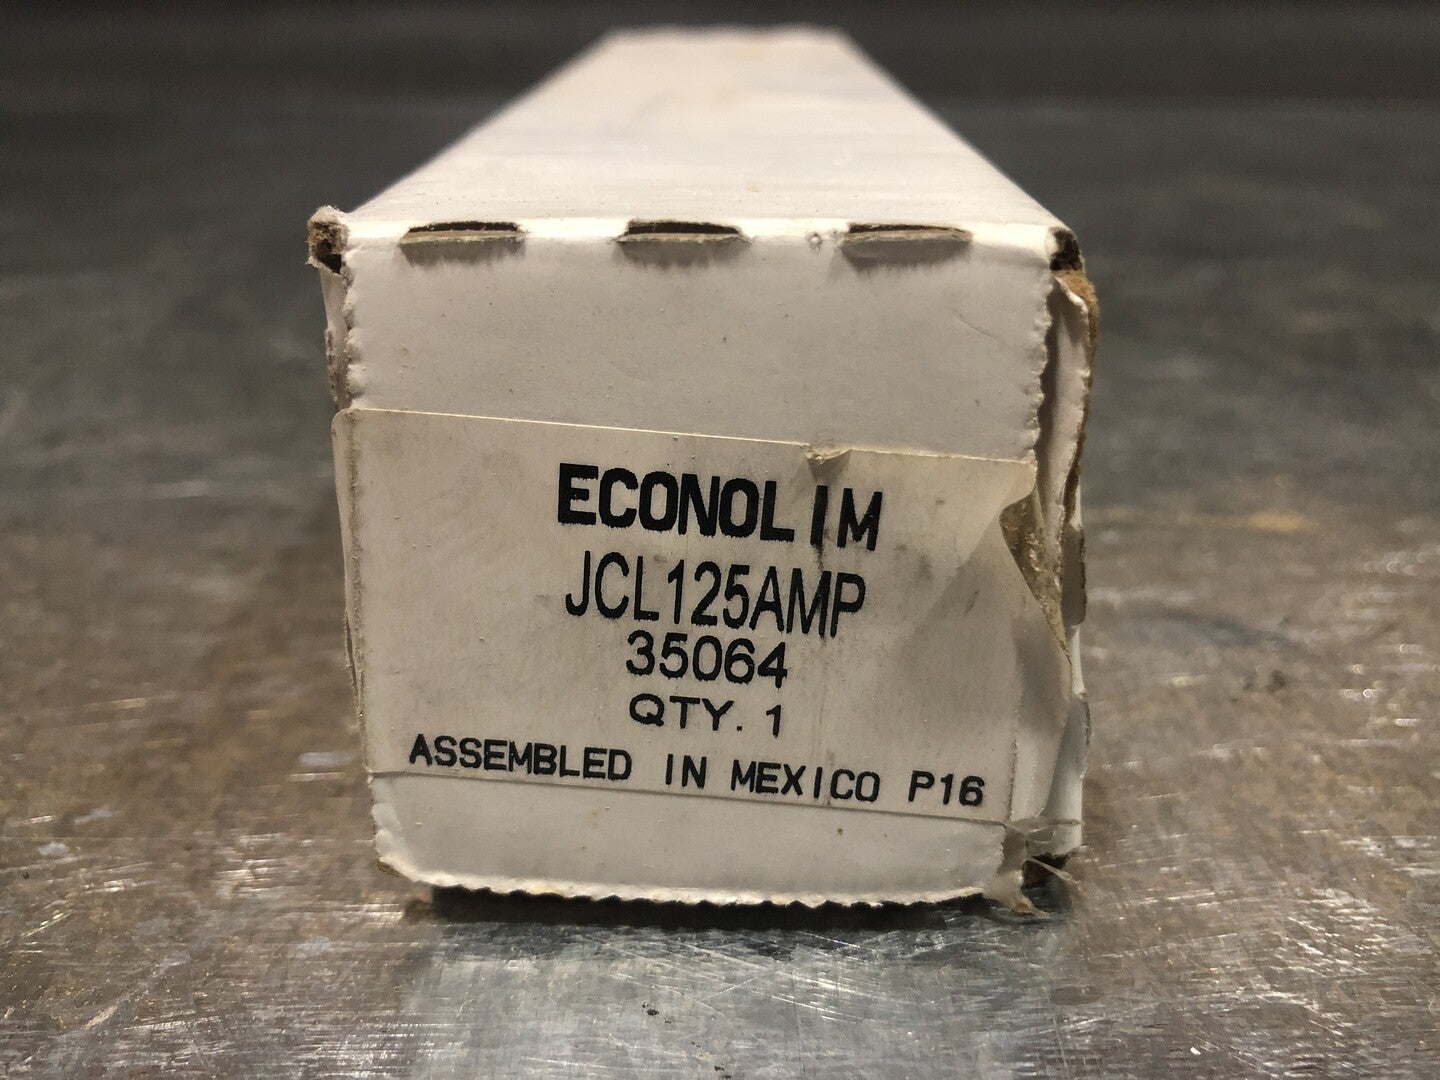 ECONOLIM
JCL125AMP
35064
QTY. 1
ASSEMBLED IN MEXICO P16